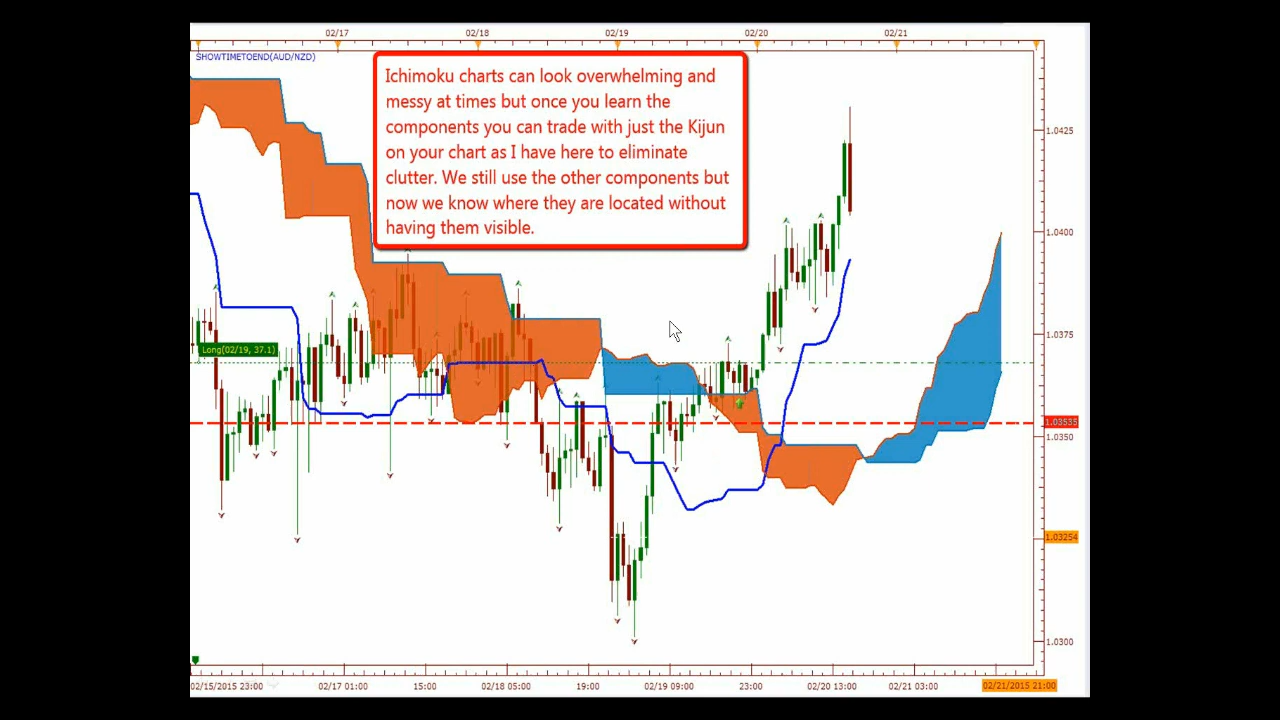 02/17 02/18 02/19 02/20 02/21
SHOWTIMETOEND(AUD/NZD)
Ichimoku charts can look overwhelming and
messy at times but once you learn the
components you can trade with just the Kijun
on your chart as I have here to eliminate
clutter. We still use the other components but
now we know where they are located without
having them visible.
1.0425
1.0400
1.0375
Long(02/19, 37.1)
1.03535
1.0350
1.03254
1.0300
02/15/2015 23:00 02/17 01:00 15:00 02/18 05:00 19:00 02/19 09:00 23:00 02/20 13:00 02/21 03:00 02/21/2015 21:00